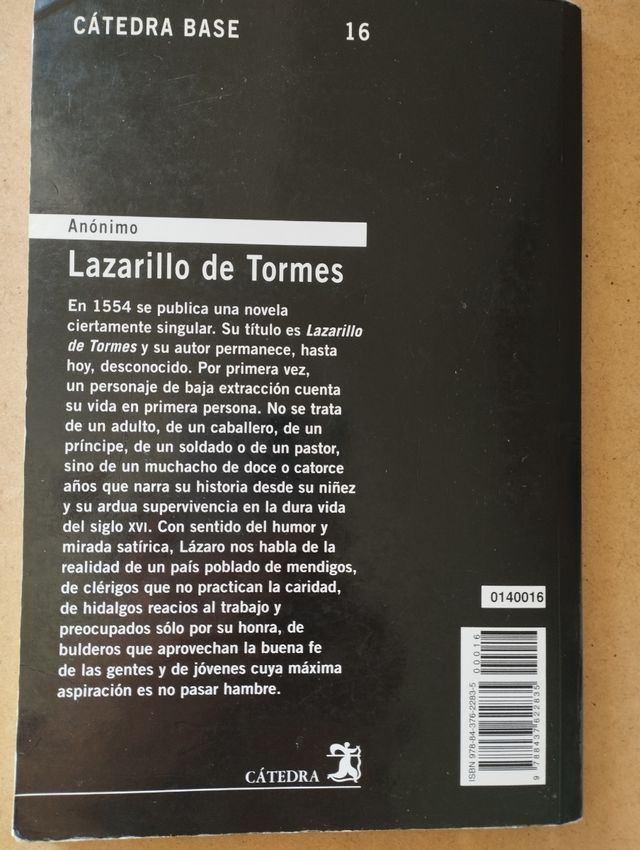 CÁTEDRA BASE 16
Anónimo
Lazarillo de Tormes
En 1554 se publica una novela
ciertamente singular. Su título es Lazarillo
de Tormes y su autor permanece, hasta
hoy, desconocido. Por primera vez,
un personaje de baja extracción cuenta
su vida en primera persona. No se trata
de un adulto, de un caballero, de un
príncipe, de un soldado o de un pastor,
sino de un muchacho de doce o catorce
años que narra su historia desde su niñez
y su ardua supervivencia en la dura vida
del siglo XVI. Con sentido del humor y
mirada satírica, Lázaro nos habla de la
realidad de un país poblado de mendigos,
de clérigos que no practican la caridad,
de hidalgos reacios al trabajo y
preocupados sólo por su honra, de
bulderos que aprovechan la buena fe
de las gentes y de jóvenes cuya máxima
aspiración es no pasar hambre.
0140016
00016
ISBN 978-84-376-2283-5
9 788437 622835
CÁTEDRA